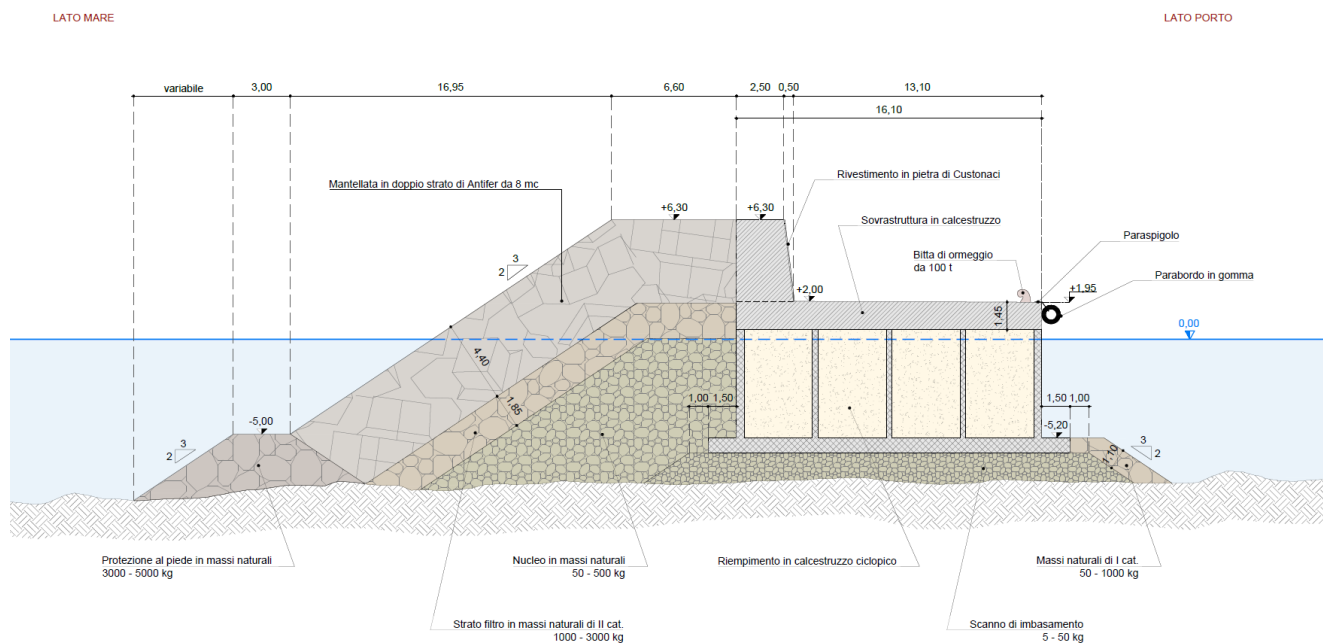 LATO MARE
LATO PORTO
variabile
3,00
16,95
6,60
2,50
0,50
13,10
16,10
Mantellata in doppio strato di Antifer da 8 mc
Rivestimento in pietra di Custonaci
Sovrastruttura in calcestruzzo
Bitta di ormeggio
da 100 t
Paraspigolo
Parabordo in gomma
+6,30
+6,30
3
2
+2,00
+1,95
1,45
0,00
4,40
1,85
1,00
1,50
1,50
1,00
-5,00
-5,20
3
2
3
2
1,10
Protezione al piede in massi naturali
3000 - 5000 kg
Nucleo in massi naturali
50 - 500 kg
Riempimento in calcestruzzo ciclopico
Massi naturali di I cat.
50 - 1000 kg
Strato filtro in massi naturali di II cat.
1000 - 3000 kg
Scanno di imbasamento
5 - 50 kg